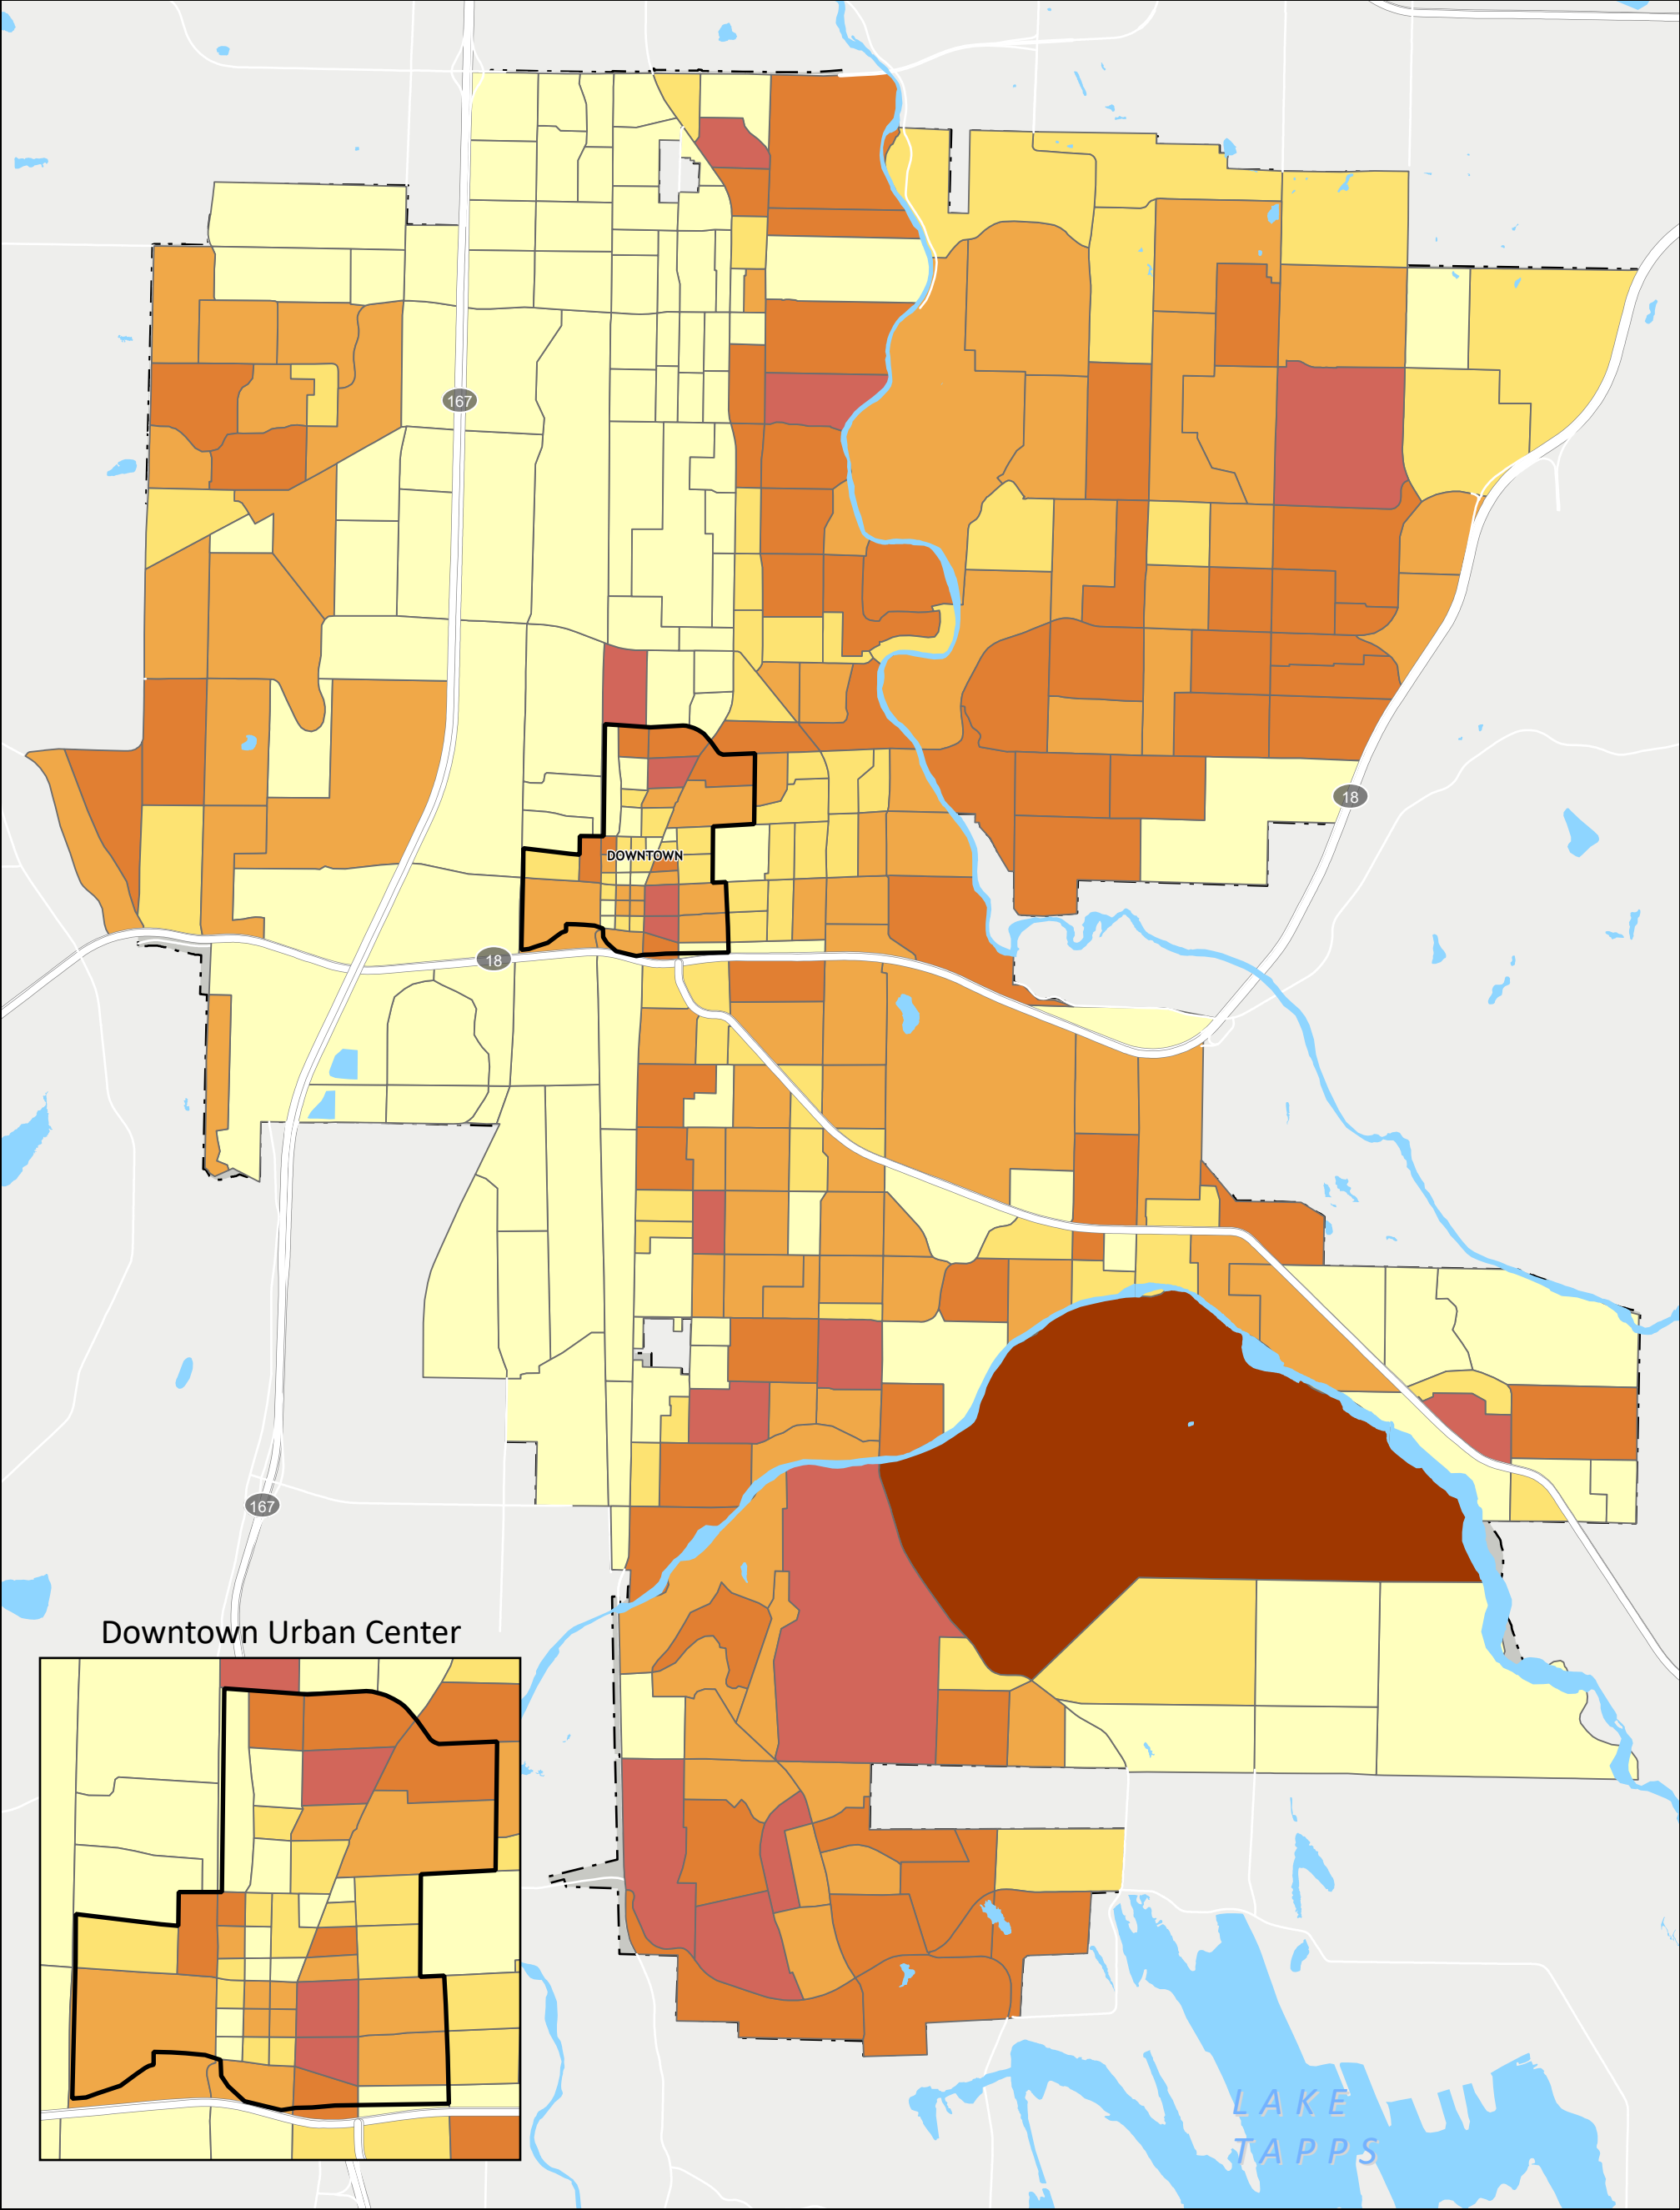 167
18
DOWNTOWN
18
167
Downtown Urban Center
LAKE
TAPPS